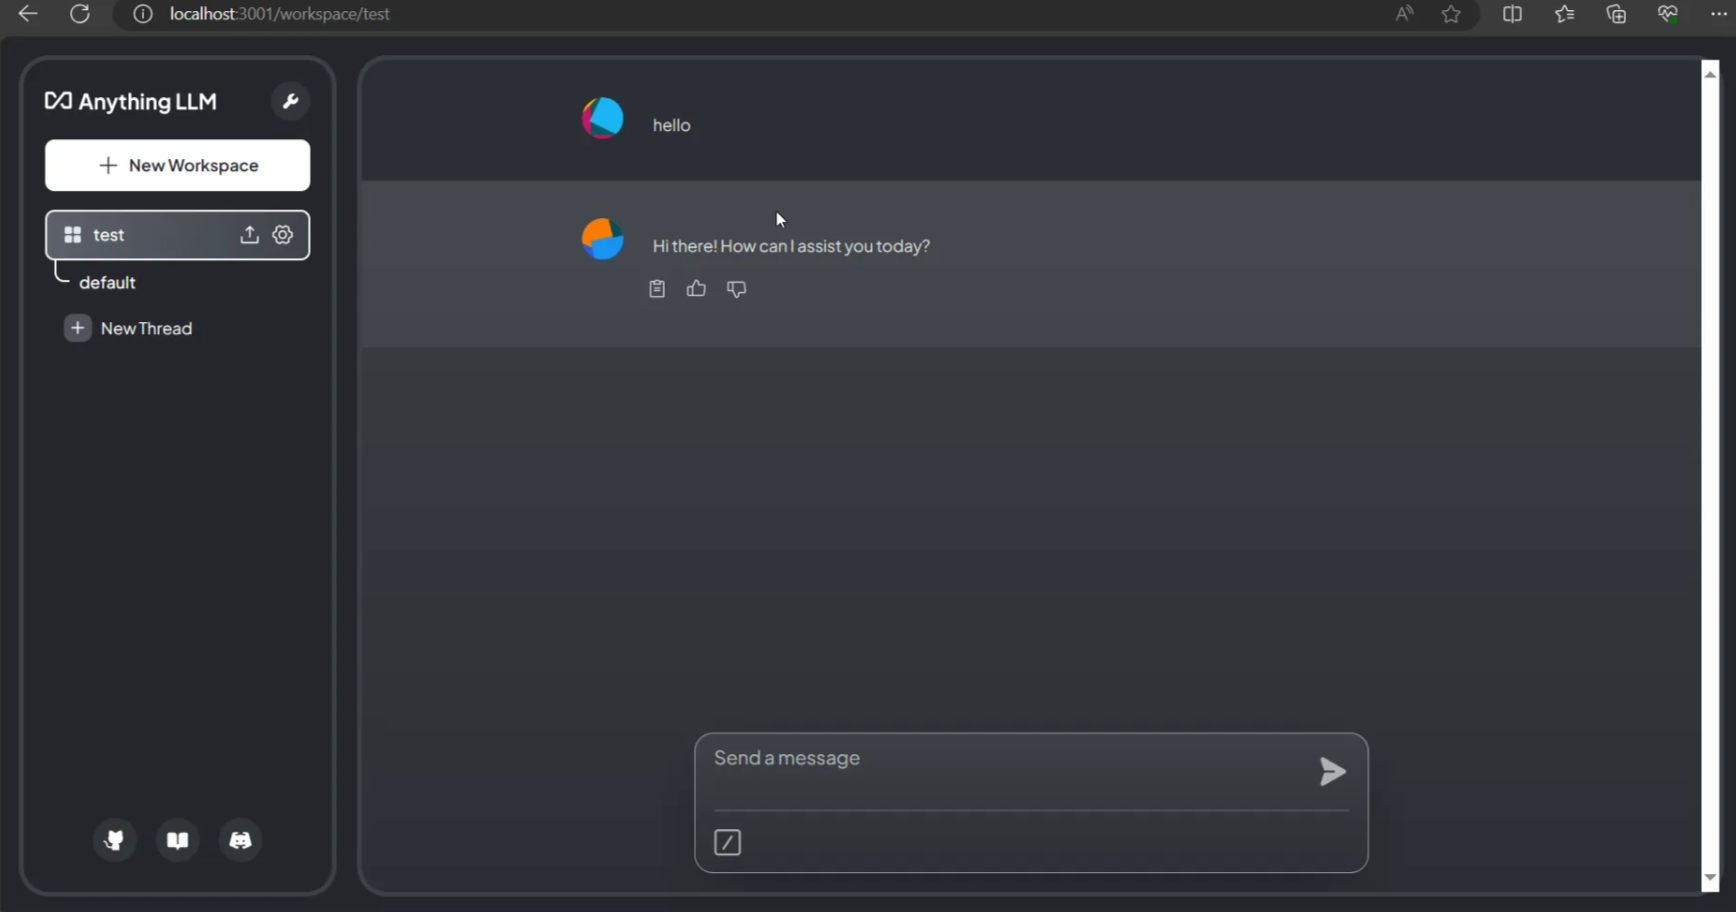 localhost:3001/workspace/test
Anything LLM
New Workspace
test
default
New Thread
hello
Hi there! How can I assist you today?
Send a message